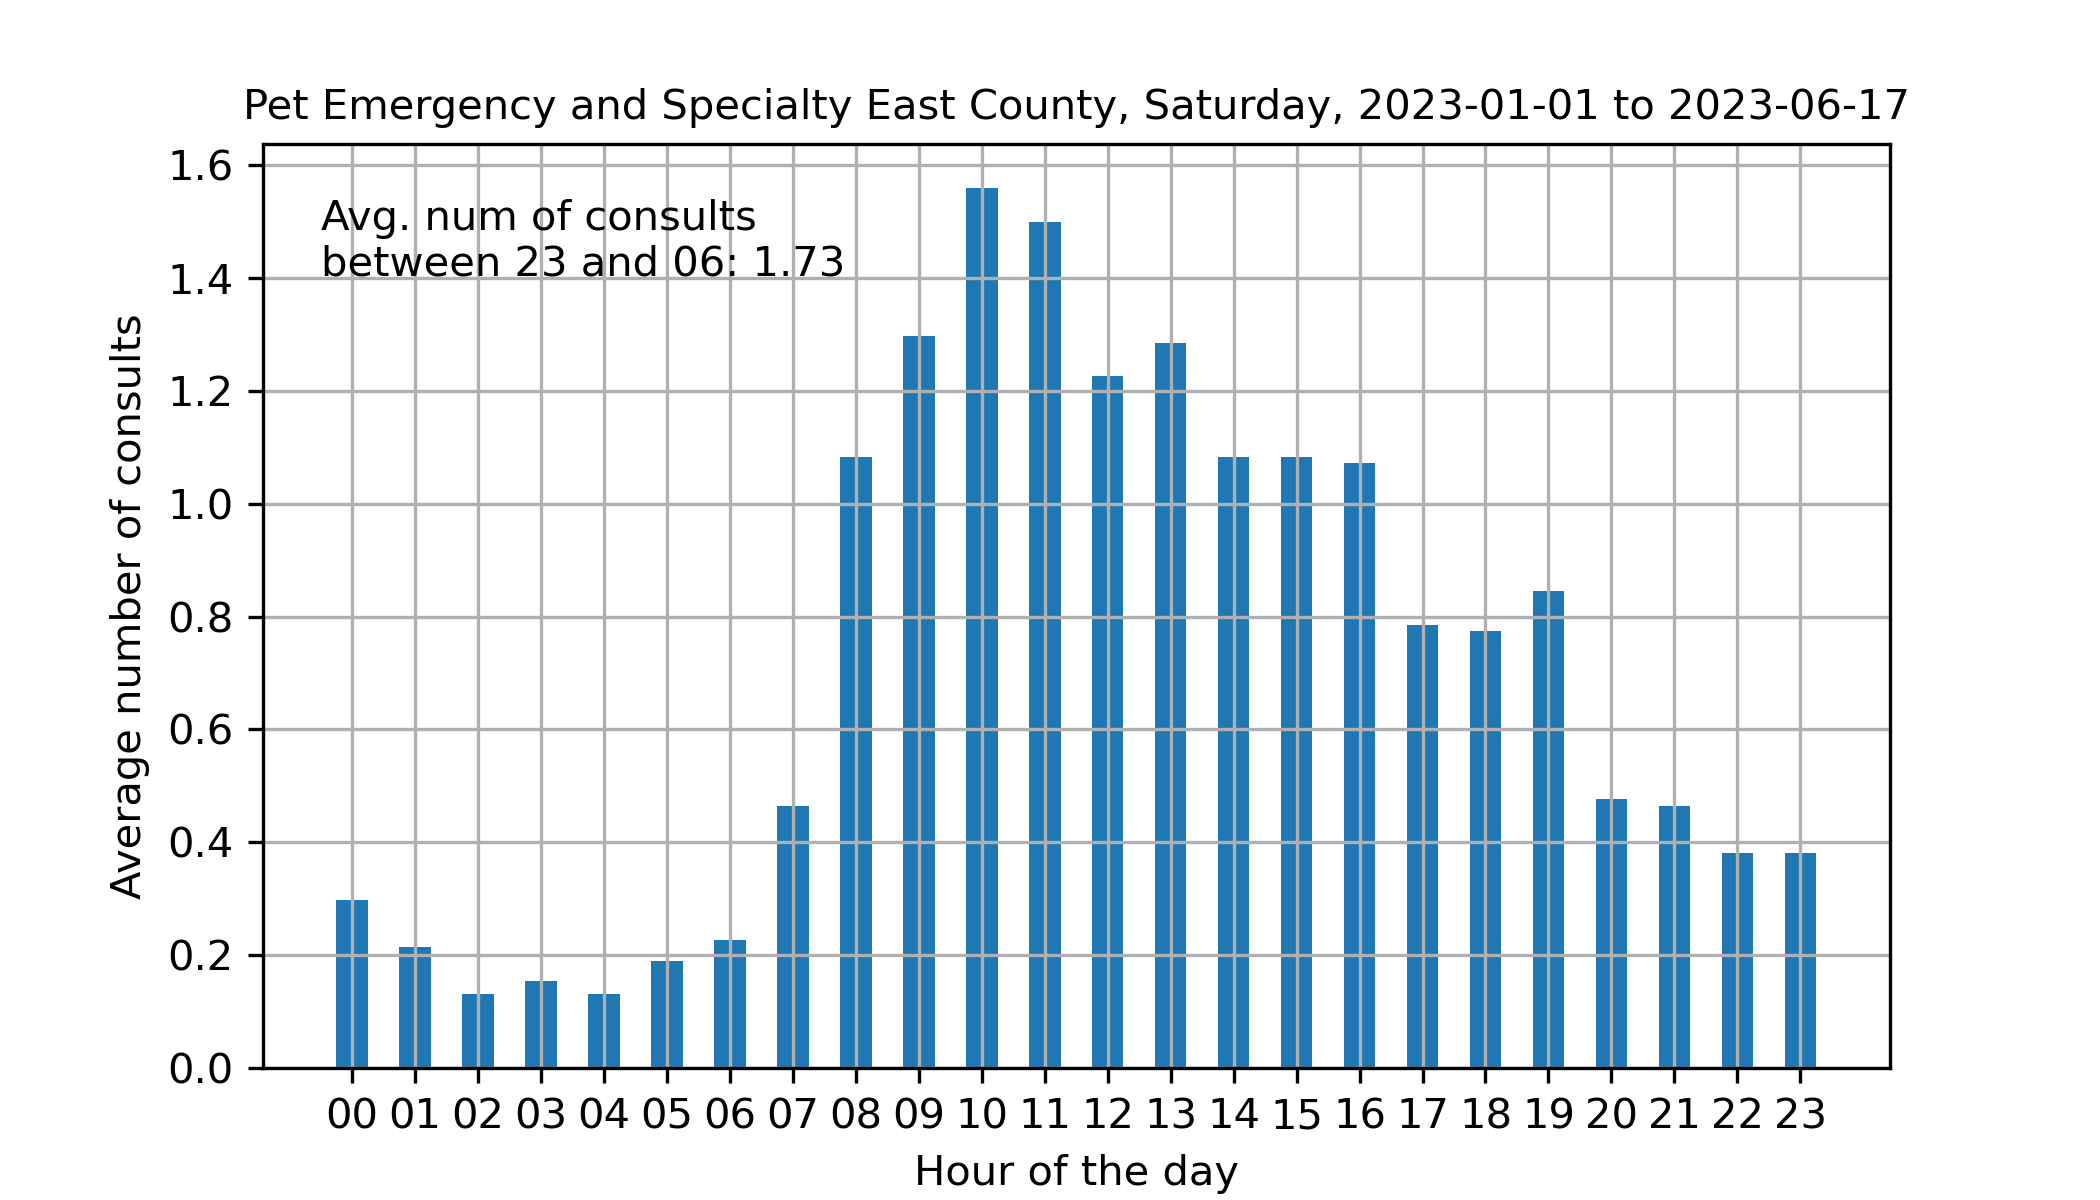 Pet Emergency and Specialty East County, Saturday, 2023-01-01 to 2023-06-17
Avg. num of consults
between 23 and 06: 1.73
Average number of consults
1.6
1.4
1.2
1.0
0.8
0.6
0.4
0.2
0.0
00 01 02 03 04 05 06 07 08 09 10 11 12 13 14 15 16 17 18 19 20 21 22 23
Hour of the day